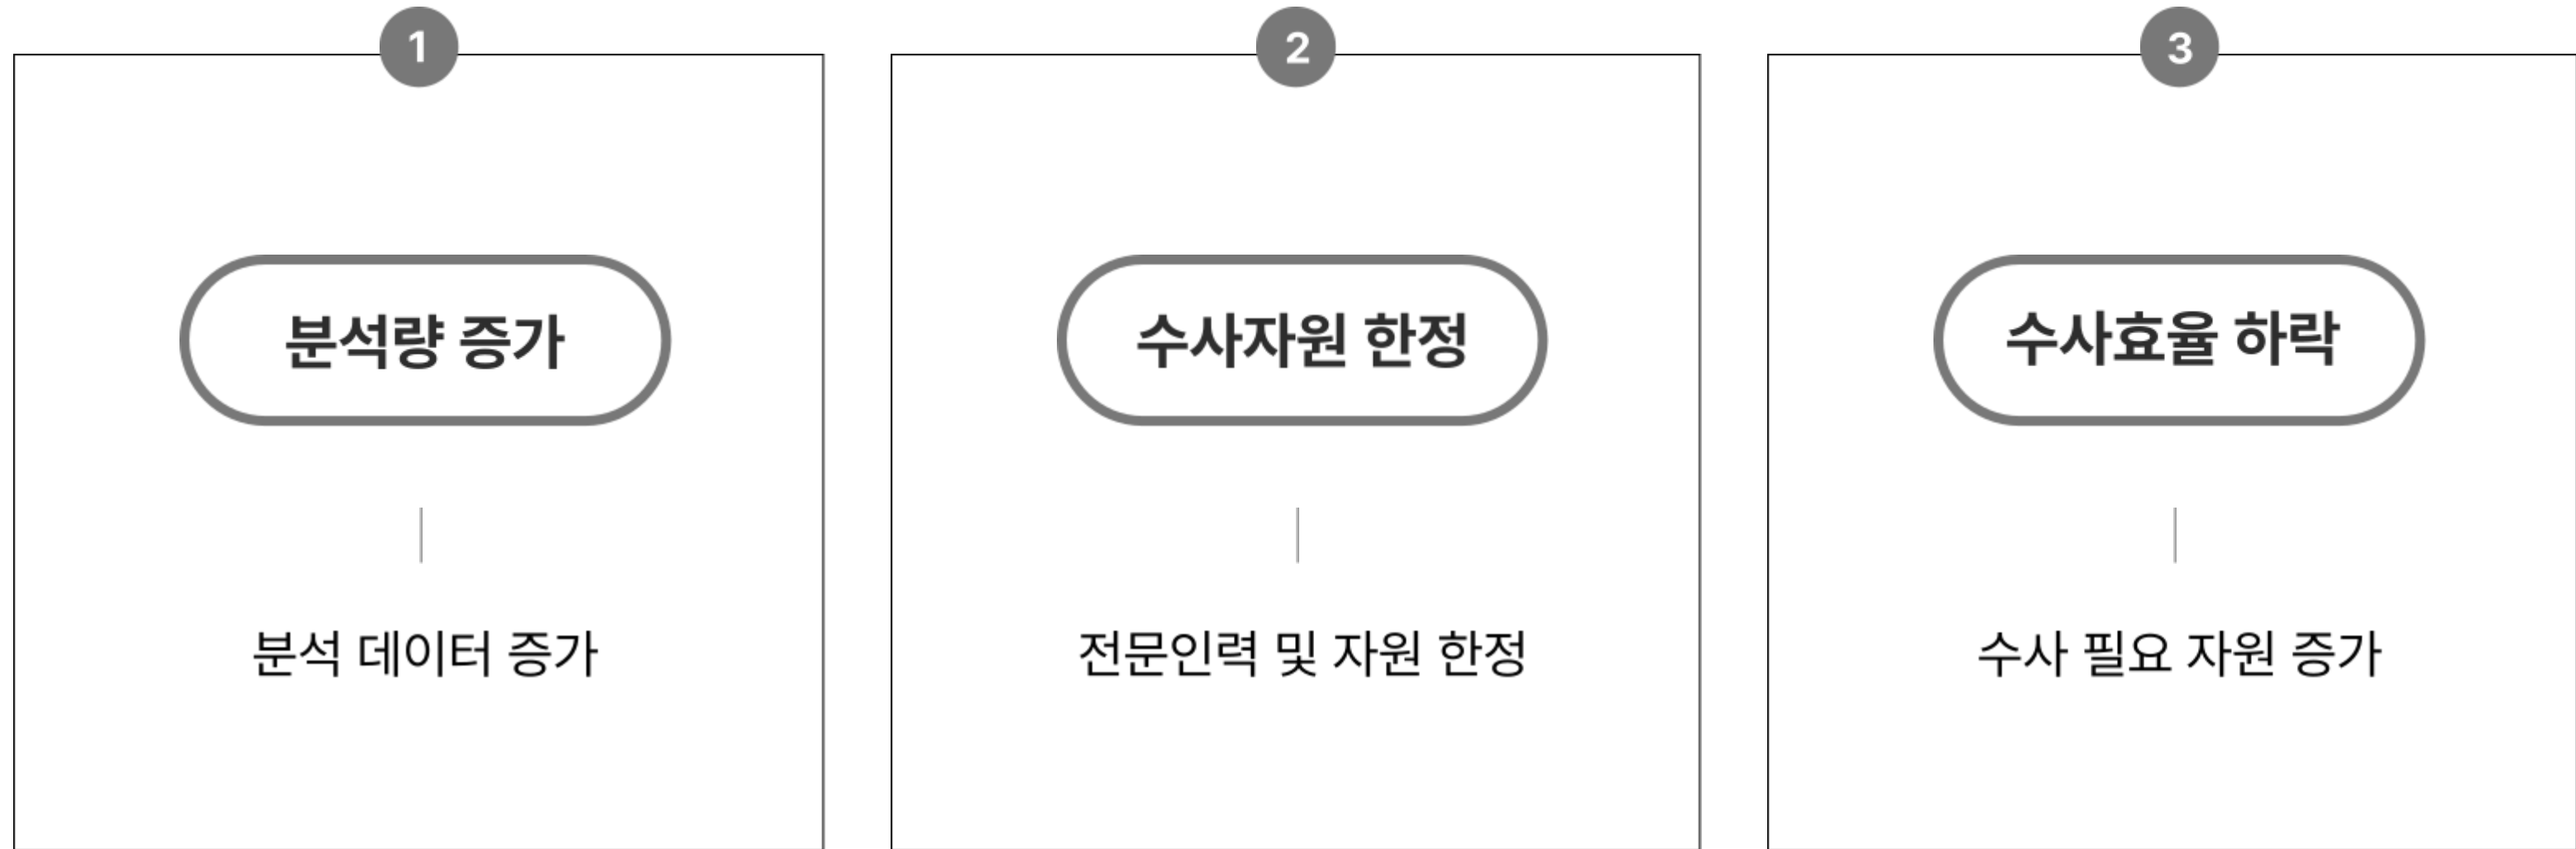 1
2
3
분석량 증가
수사자원 한정
수사효율 하락
분석 데이터 증가
전문인력 및 자원 한정
수사 필요 자원 증가